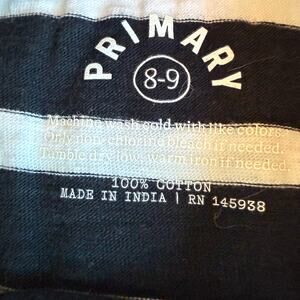 PRIMARY
8-9
Machine wash cold with like colors.
Only non-chlorine bleach if needed.
Tumble dry low, warm iron if needed.
100% COTTON
MADE IN INDIA | RN 145938